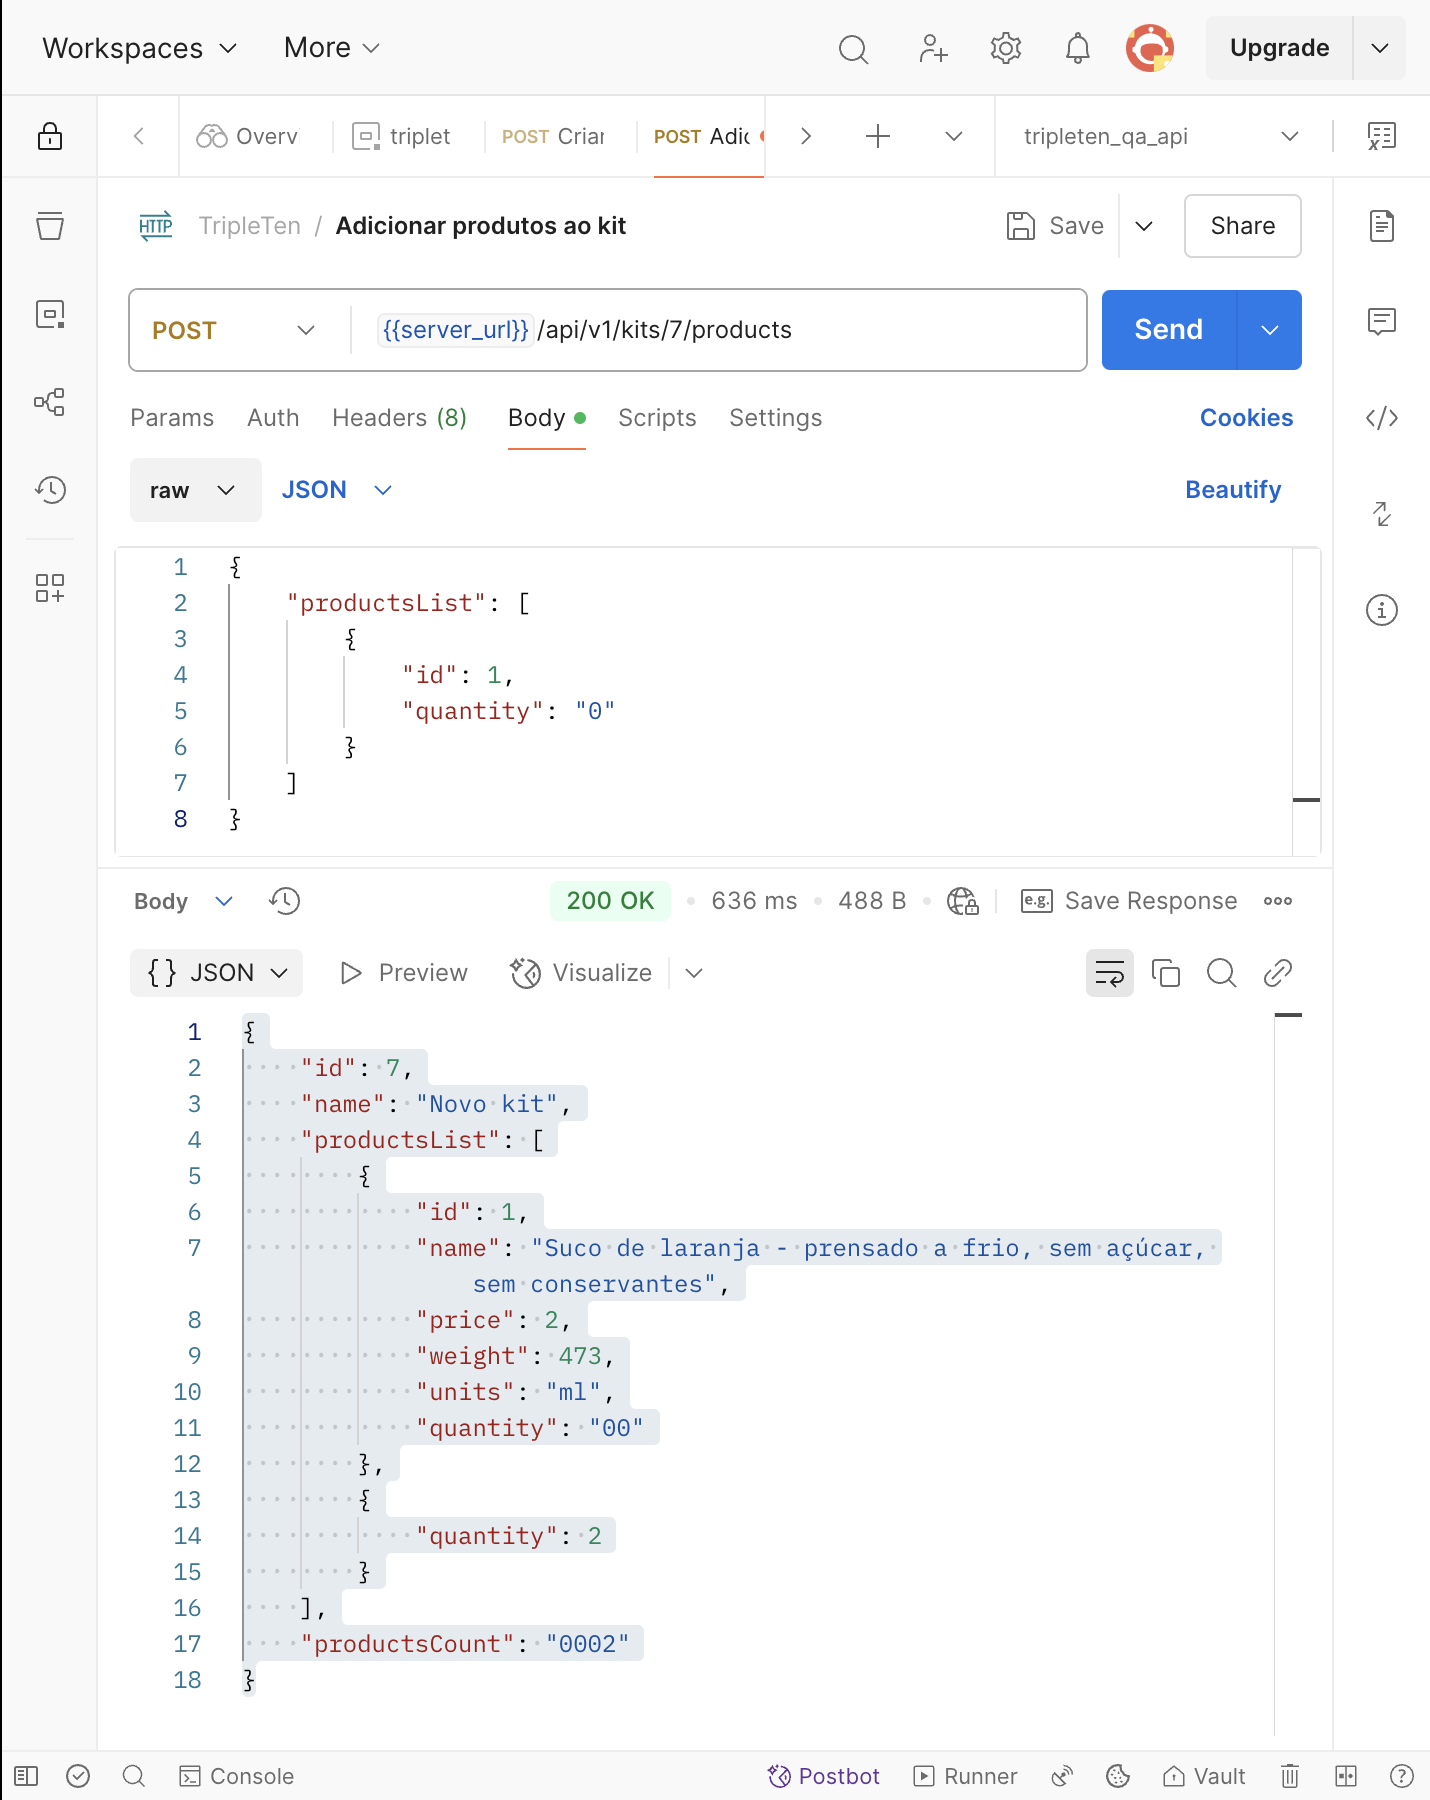 Workspaces More Upgrade
Overv triplet POST Criar POST Adic tripleten_qa_api
HTTP TripleTen / Adicionar produtos ao kit Save Share
POST {{server_url}}/api/v1/kits/7/products Send
Params Auth Headers (8) Body Scripts Settings Cookies
raw JSON Beautify
1 {
2 "productsList": [
3 {
4 "id": 1,
5 "quantity": "0"
6 }
7 ]
8 }
Body 200 OK • 636 ms • 488 B • e.g. Save Response
{} JSON Preview Visualize
1 {
2 "id": 7,
3 "name": "Novo kit",
4 "productsList": [
5 {
6 "id": 1,
7 "name": "Suco de laranja - prensado a frio, sem açúcar,
sem conservantes",
8 "price": 2,
9 "weight": 473,
10 "units": "ml",
11 "quantity": "00"
12 },
13 {
14 "quantity": 2
15 }
16 ],
17 "productsCount": "0002"
18 }
Console Postbot Runner Vault